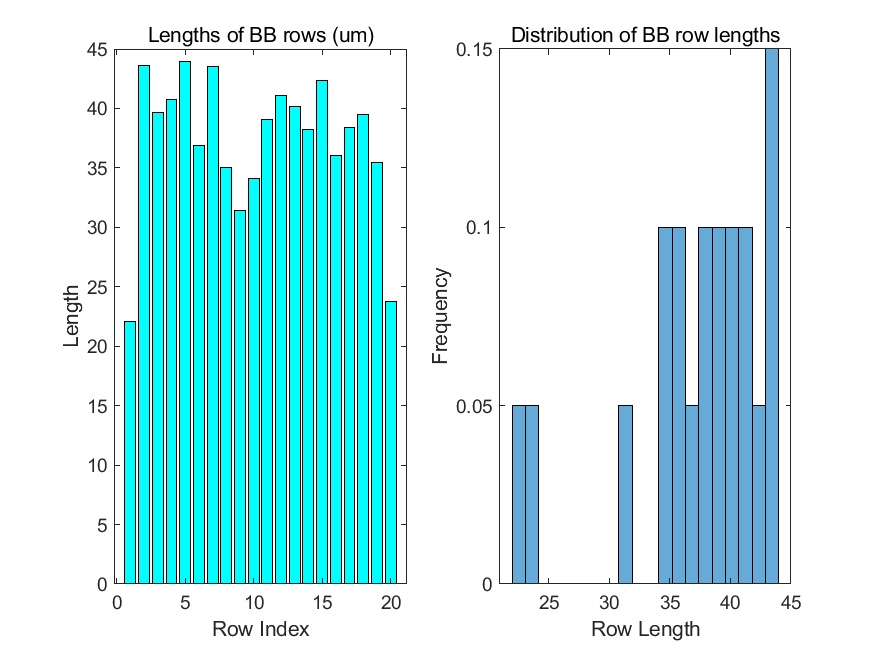 Lengths of BB rows (um)
45
40
35
30
25
20
15
10
5
0
Length
0 5 10 15 20
Row Index
Distribution of BB row lengths
0.15
0.1
0.05
0
Frequency
25 30 35 40 45
Row Length